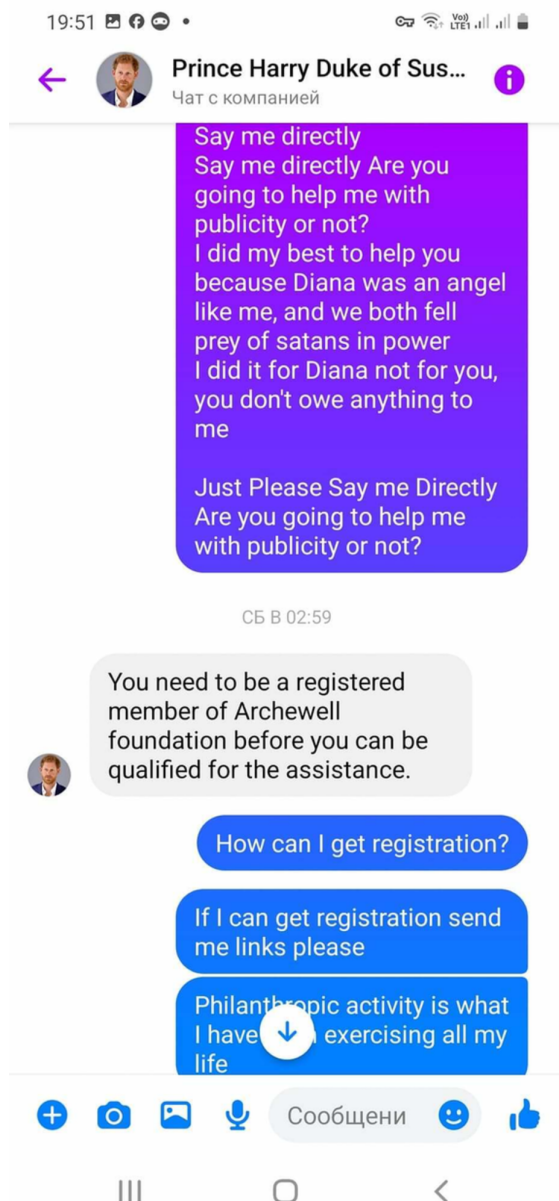 19:51
Vo))
LTE1
Prince Harry Duke of Sus...
Чат с компанией
Say me directly
Say me directly Are you
going to help me with
publicity or not?
I did my best to help you
because Diana was an angel
like me, and we both fell
prey of satans in power
I did it for Diana not for you,
you don't owe anything to
me
Just Please Say me Directly
Are you going to help me
with publicity or not?
СБ В 02:59
You need to be a registered
member of Archewell
foundation before you can be
qualified for the assistance.
How can I get registration?
If I can get registration send
me links please
Philanthropic activity is what
I have exercising all my
life
Сообщени